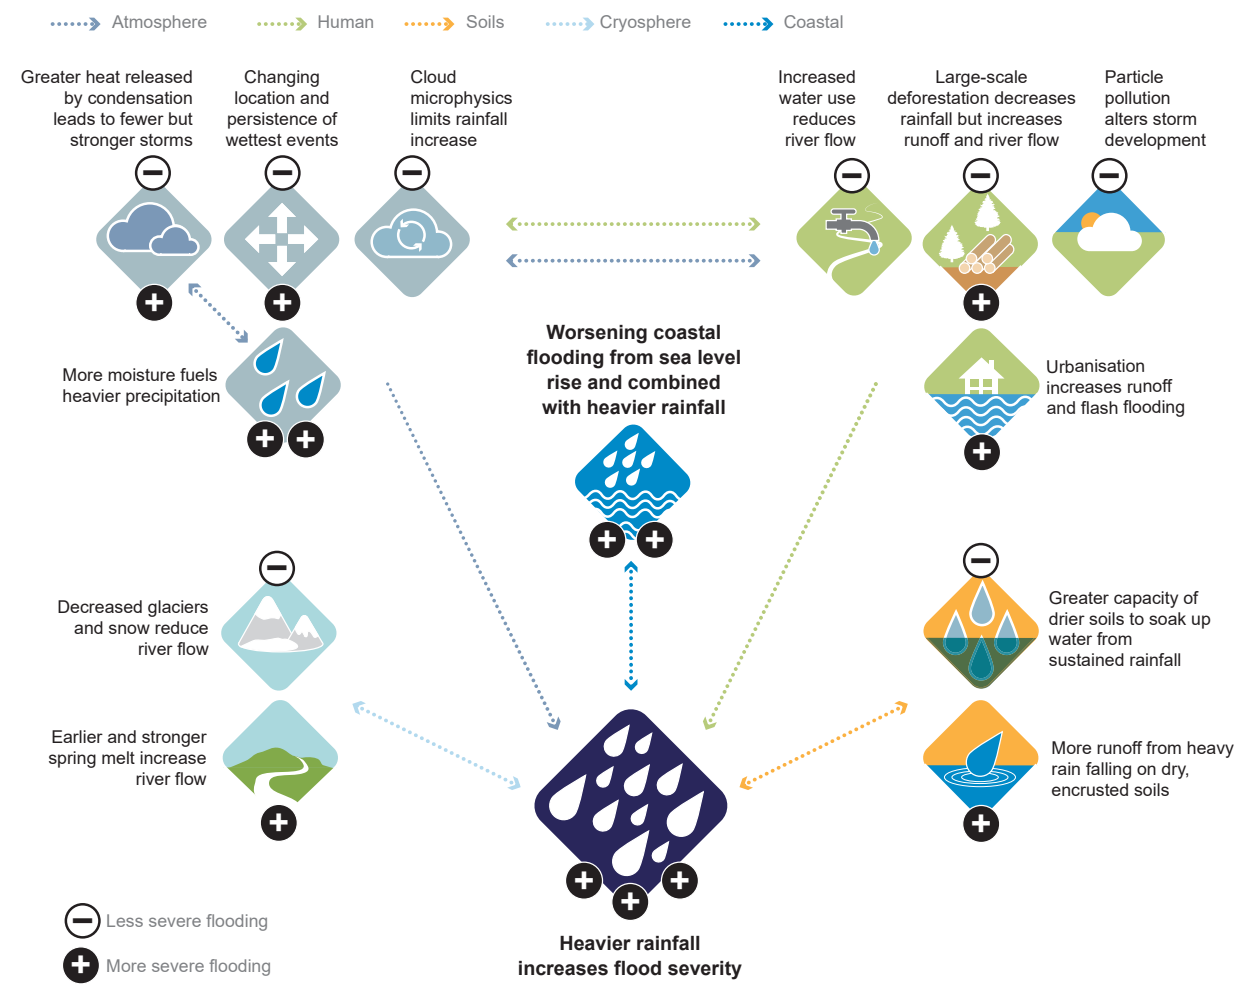 Atmosphere
Human
Soils
Cryosphere
Coastal
Greater heat released
by condensation
leads to fewer but
stronger storms
Changing
location and
persistence of
wettest events
Cloud
microphysics
limits rainfall
increase
Increased
water use
reduces
river flow
Large-scale
deforestation decreases
rainfall but increases
runoff and river flow
Particle
pollution
alters storm
development
More moisture fuels
heavier precipitation
Worsening coastal
flooding from sea level
rise and combined
with heavier rainfall
Urbanisation
increases runoff
and flash flooding
Decreased glaciers
and snow reduce
river flow
Greater capacity of
drier soils to soak up
water from
sustained rainfall
Earlier and stronger
spring melt increase
river flow
More runoff from heavy
rain falling on dry,
encrusted soils
Heavier rainfall
increases flood severity
Less severe flooding
More severe flooding